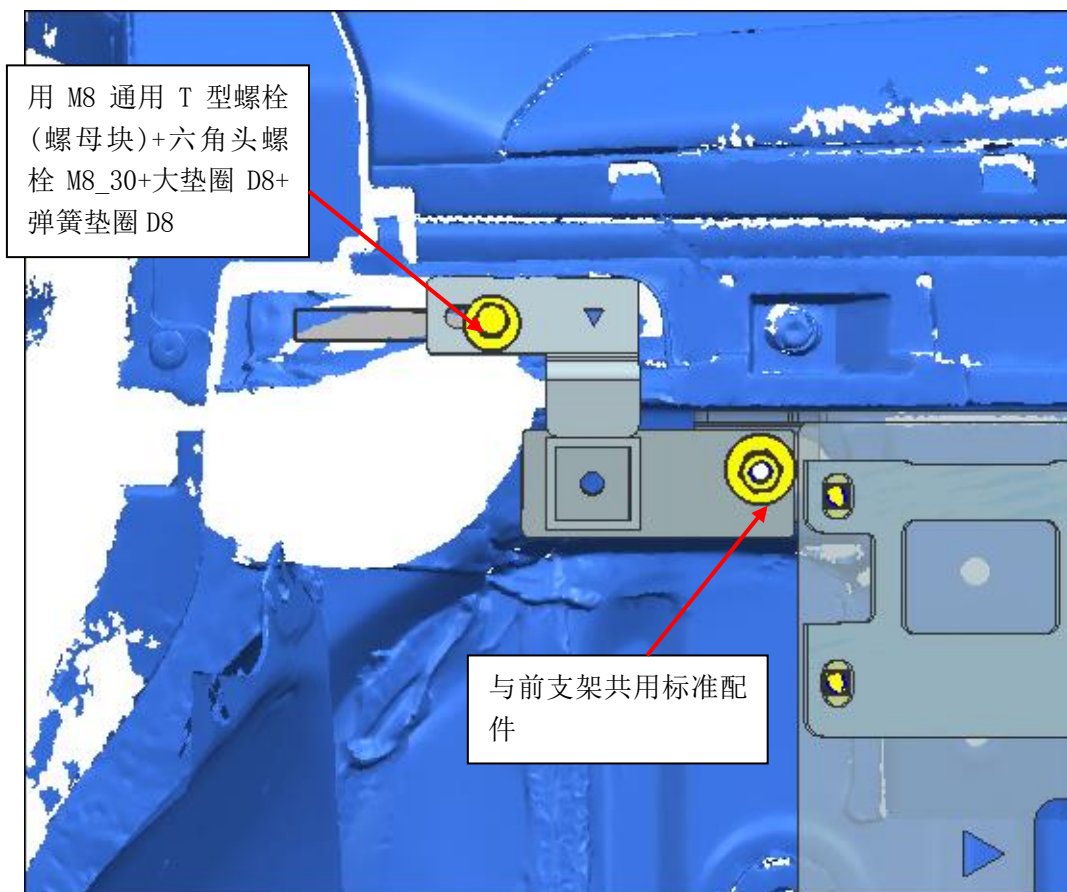 用 M8 通用 T 型螺栓
(螺母块)+六角头螺
栓 M8_30+大垫圈 D8+
弹簧垫圈 D8
与前支架共用标准配
件